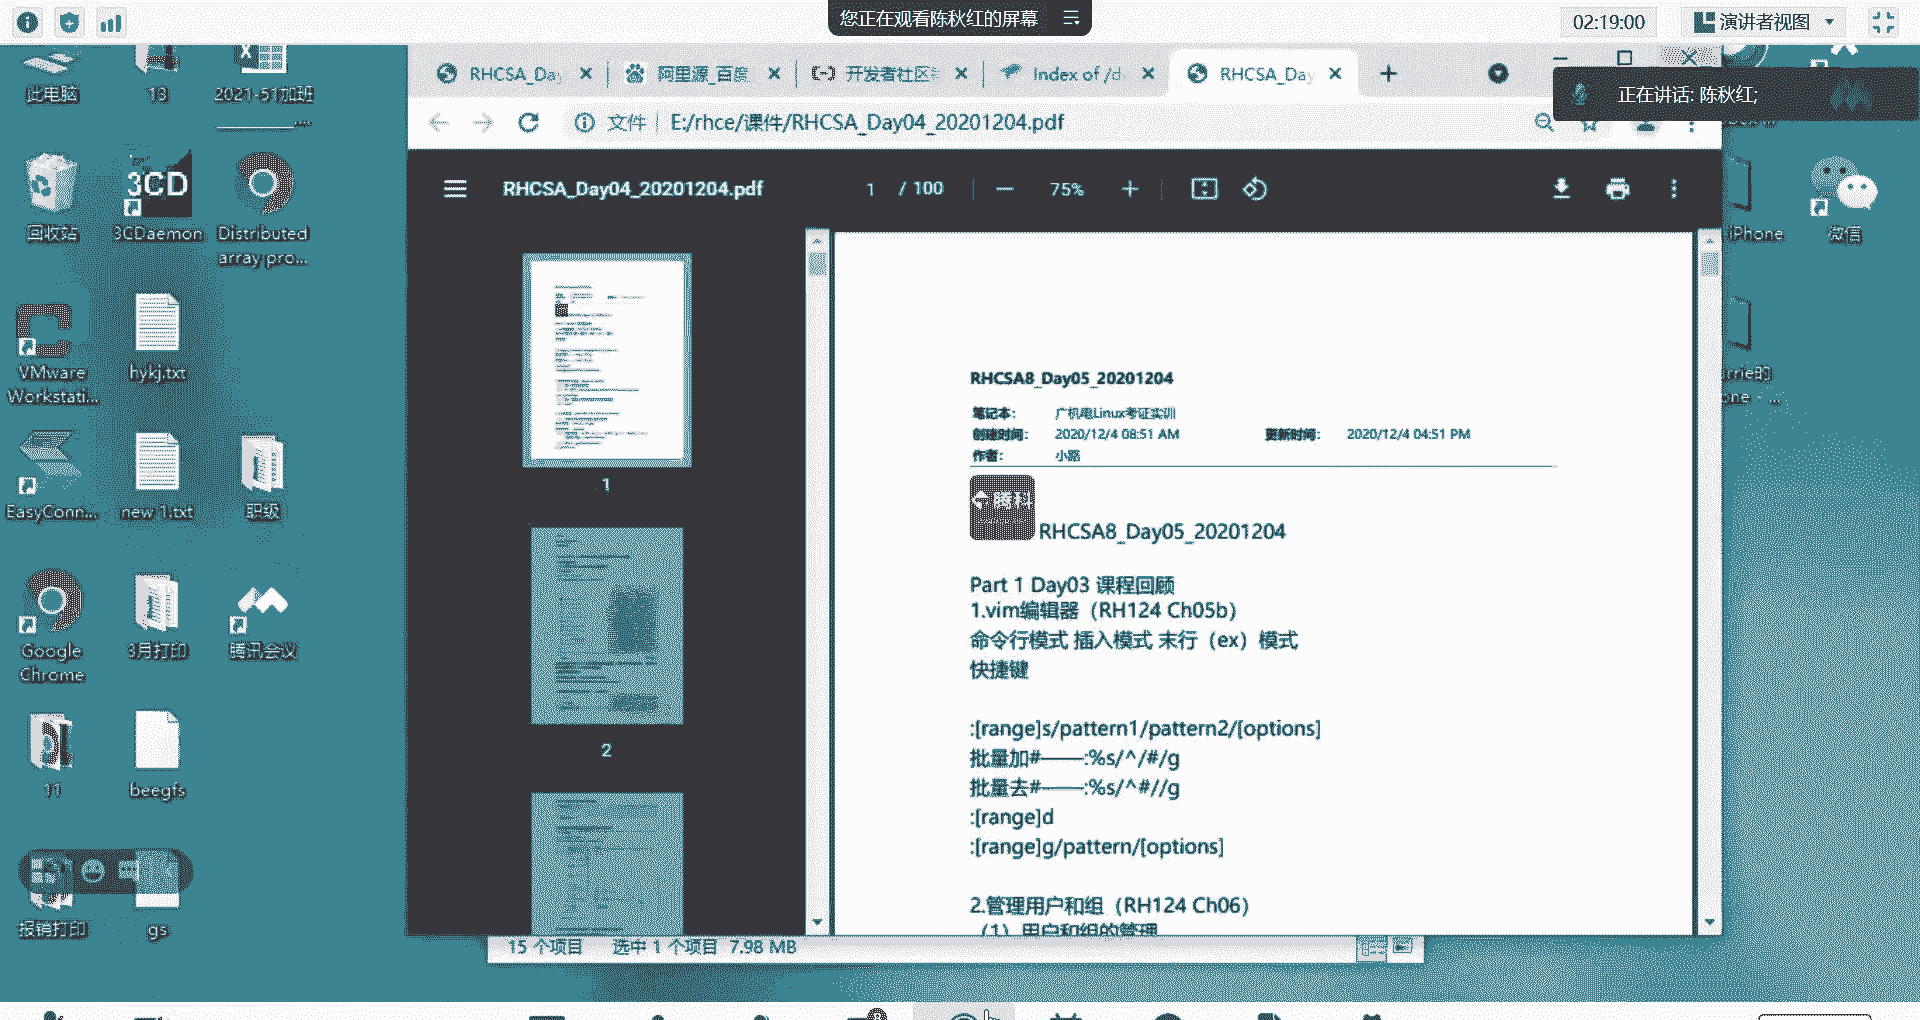 您正在观看陈秋红的屏幕
02:19:00
演讲者视图
正在讲话: 陈秋红;
RHCSA_Day
阿里源_百度
开发者社区
Index of /d
RHCSA_Day
文件
E:/rhce/课件/RHCSA_Day04_20201204.pdf
RHCSA_Day04_20201204.pdf
1 / 100
75%
此电脑
13
2021-51加班
回收站
3CD
3CDaemon
Distributed
array pro...
iPhone
微信
VMware
Workstati...
hykj.txt
EasyConn...
new 1.txt
职级
Google
Chrome
3月打印
腾讯会议
11
beegfs
报销打印
gs
1
2
RHCSA8_Day05_20201204
笔记本:
广机电Linux考证实训
创建时间:
2020/12/4 08:51 AM
更新时间:
2020/12/4 04:51 PM
作者:
小路
腾科
RHCSA8_Day05_20201204
Part 1 Day03 课程回顾
1.vim编辑器（RH124 Ch05b）
命令行模式 插入模式 末行（ex）模式
快捷键
:[range]s/pattern1/pattern2/[options]
批量加#——:%s/^/#/g
批量去#——:%s/^#//g
:[range]d
:[range]g/pattern/[options]
2.管理用户和组（RH124 Ch06）
（1）用户和组的管理
15 个项目
选中 1 个项目 7.98 MB